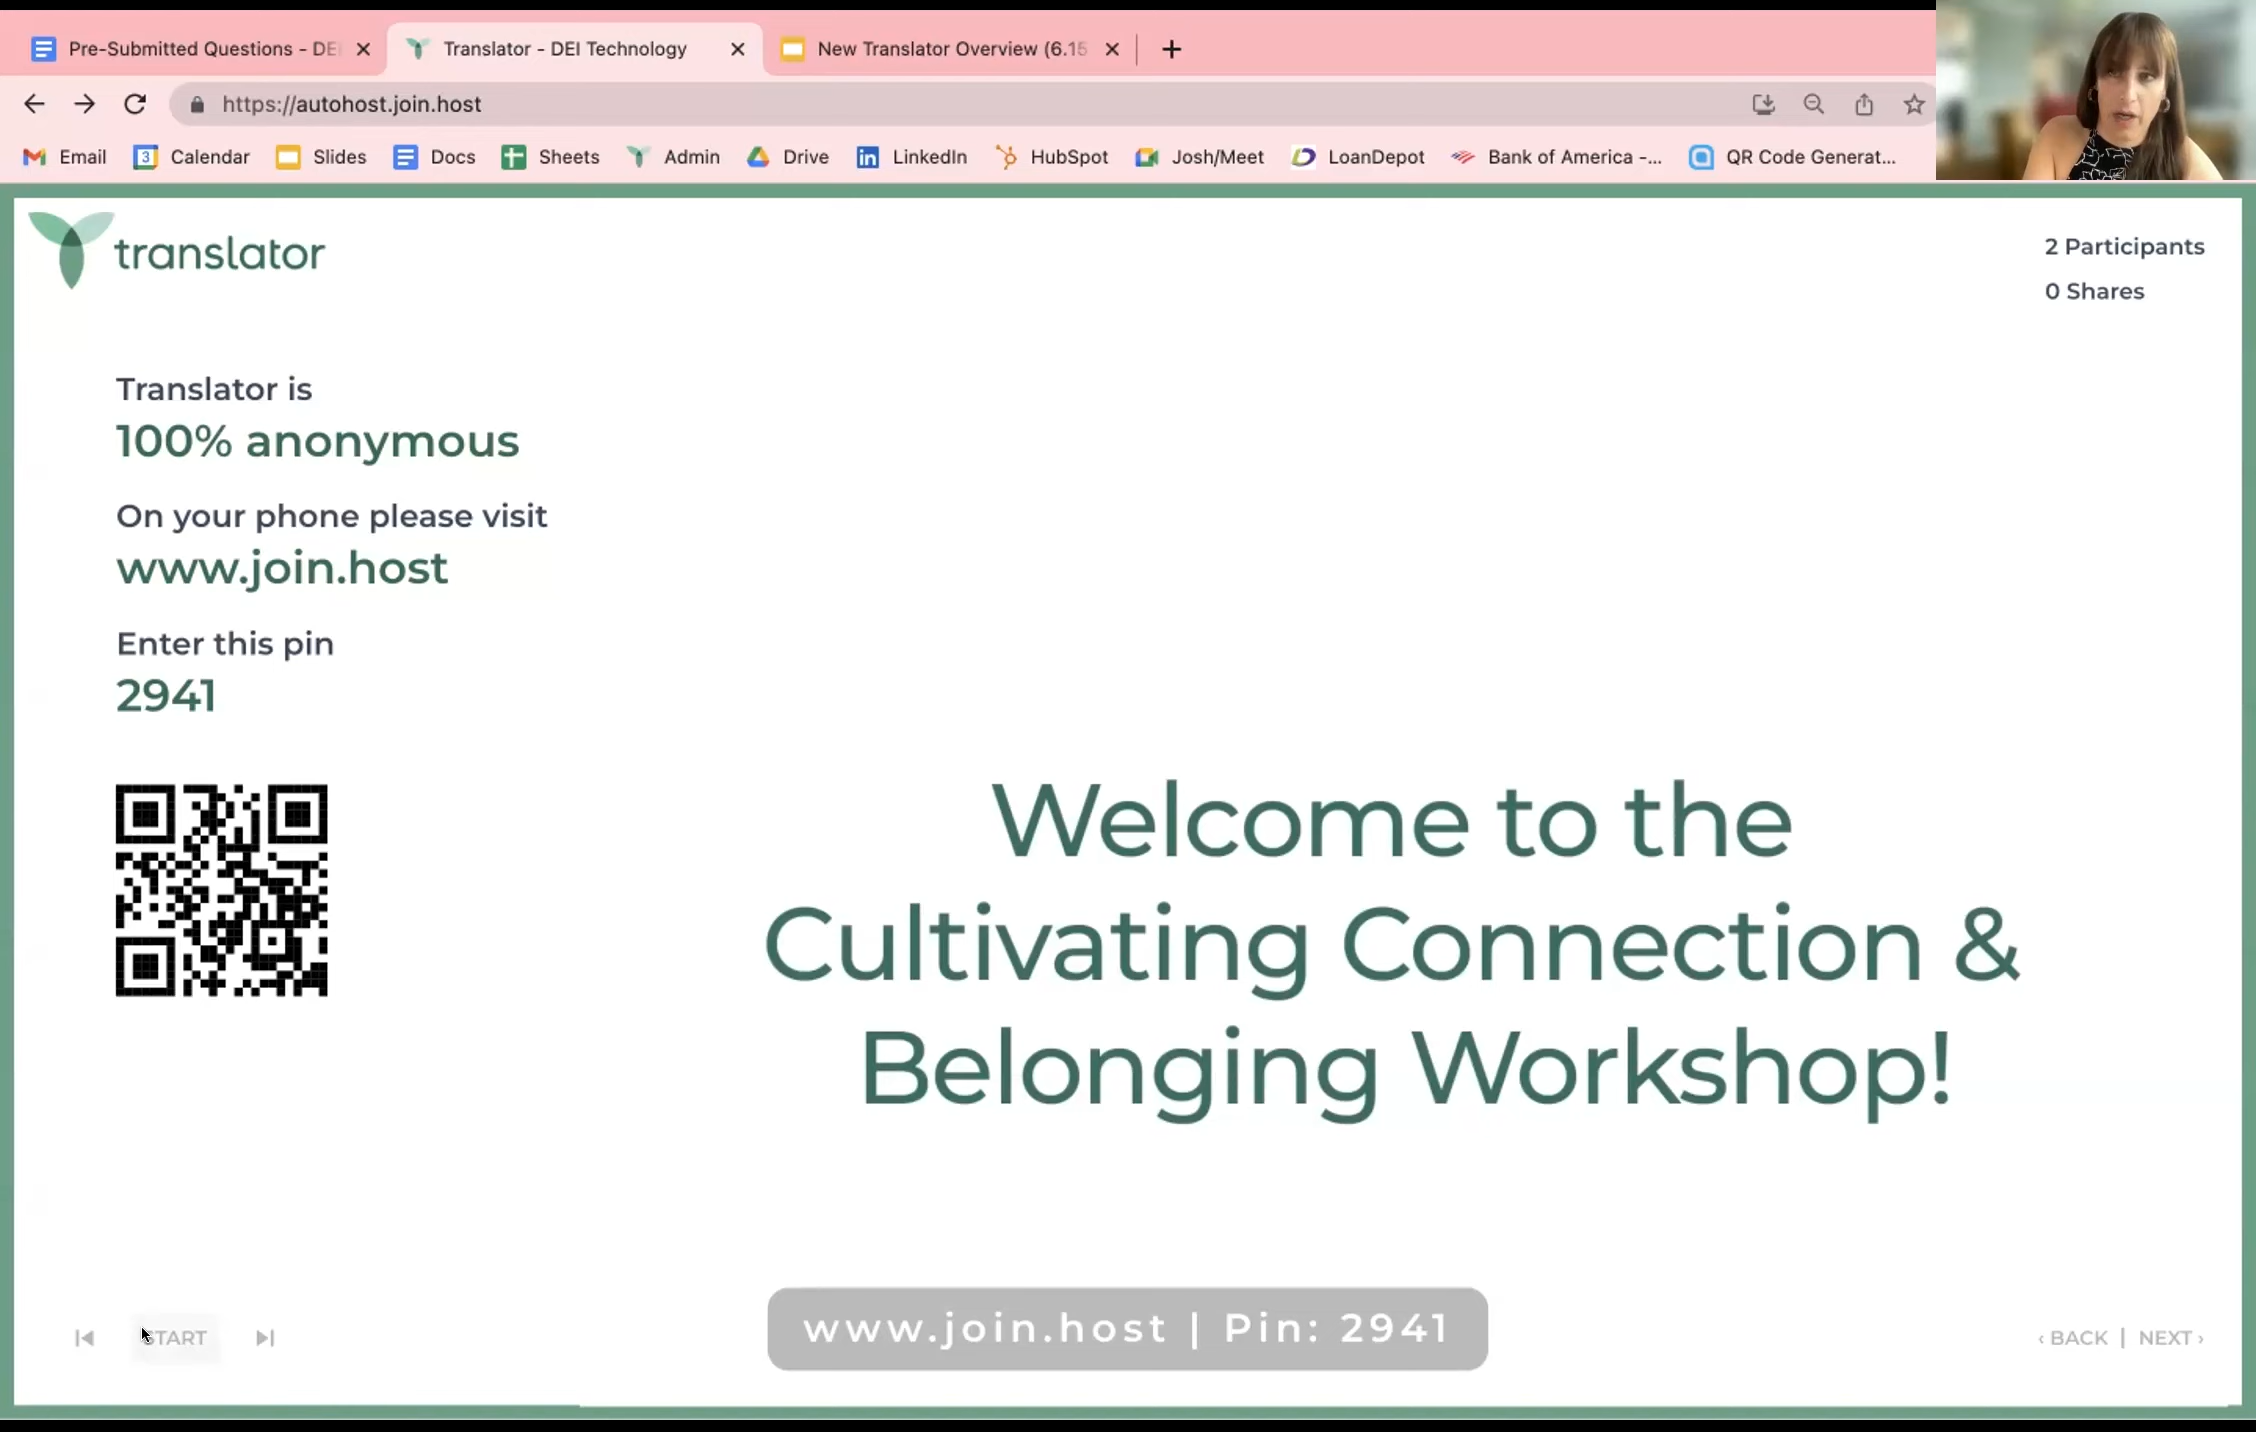 Pre-Submitted Questions - DEI
Translator - DEI Technology
New Translator Overview (6.15
https://autohost.join.host
Email
3
Calendar
Slides
Docs
Sheets
Admin
Drive
LinkedIn
HubSpot
Josh/Meet
LoanDepot
Bank of America -...
QR Code Generat...
translator
2 Participants
0 Shares
Translator is
100% anonymous
On your phone please visit
www.join.host
Enter this pin
2941
Welcome to the
Cultivating Connection &
Belonging Workshop!
START
www.join.host | Pin: 2941
‹ BACK | NEXT ›